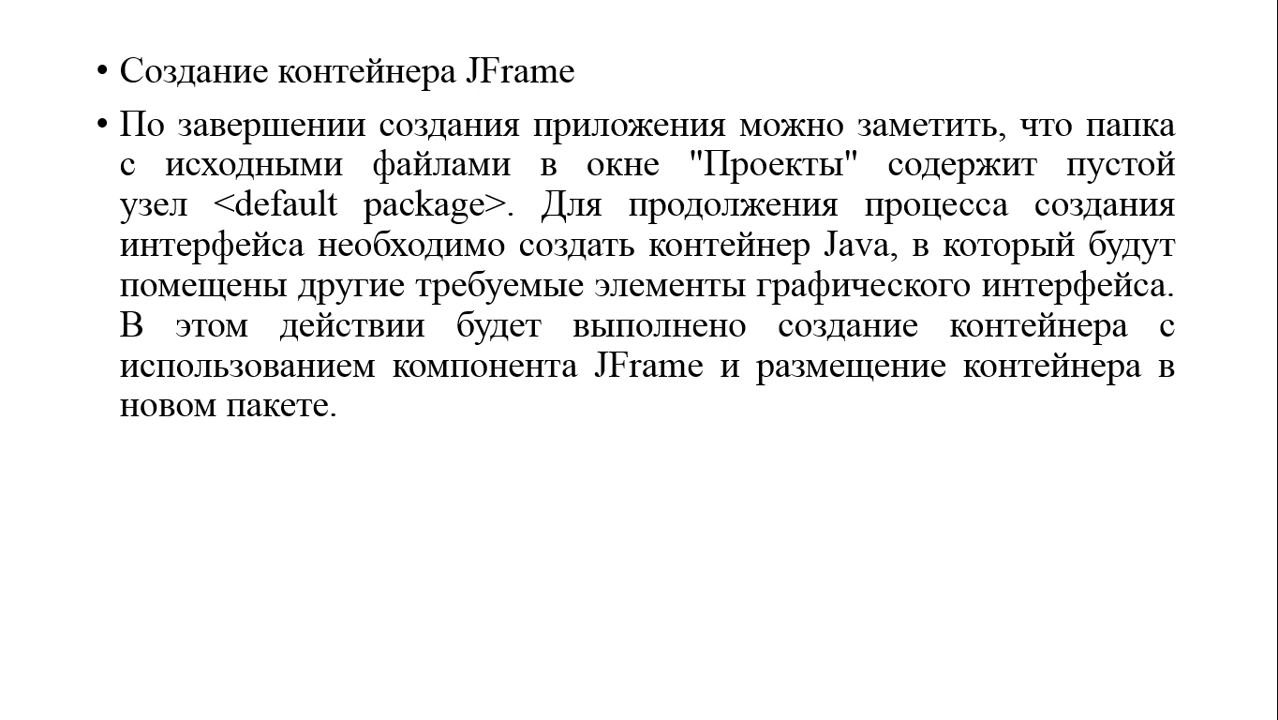 • Создание контейнера JFrame
• По завершении создания приложения можно заметить, что папка
с исходными файлами в окне "Проекты" содержит пустой
узел <default package>. Для продолжения процесса создания
интерфейса необходимо создать контейнер Java, в который будут
помещены другие требуемые элементы графического интерфейса.
В этом действии будет выполнено создание контейнера с
использованием компонента JFrame и размещение контейнера в
новом пакете.